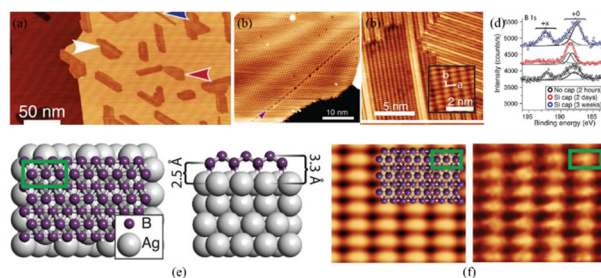 (a)
50 nm
(b)
10 nm
(b)
5 nm
b
a
2 nm
(d)
B 1s
+x
+0
Intensity (counts/s)
5500
5000
4500
4000
3500
No cap (2 hours)
Si cap (2 days)
Si cap (3 weeks)
195
190
185
Binding energy (eV)
B
Ag
2.5 Å
3.3 Å
(e)
(f)